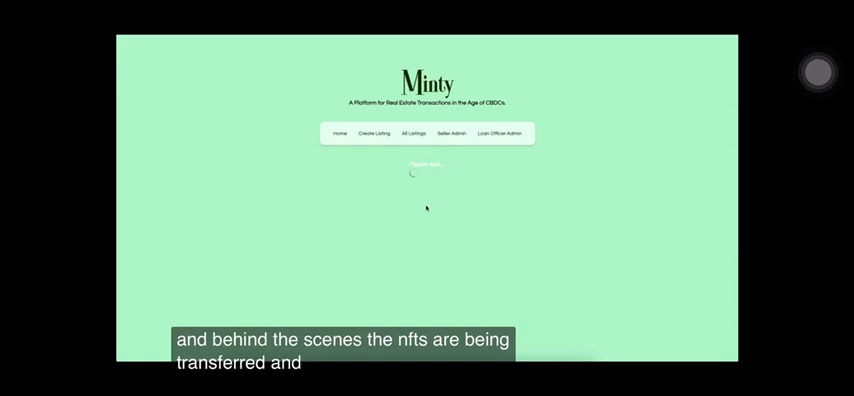 Minty
A Platform for Real Estate Transactions in the Age of CBDCs.
Home Create Listing All Listings Seller Admin Loan Officer Admin
Please wait...
and behind the scenes the nfts are being
transferred and